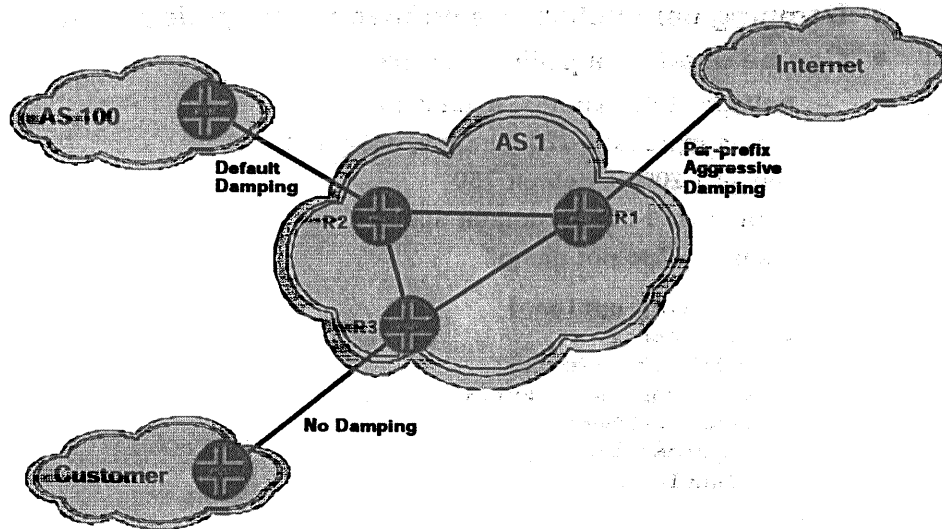 Internet
AS 100
AS 1
Default
Damping
Per-prefix
Aggressive
Damping
R2
R1
R3
No Damping
Customer